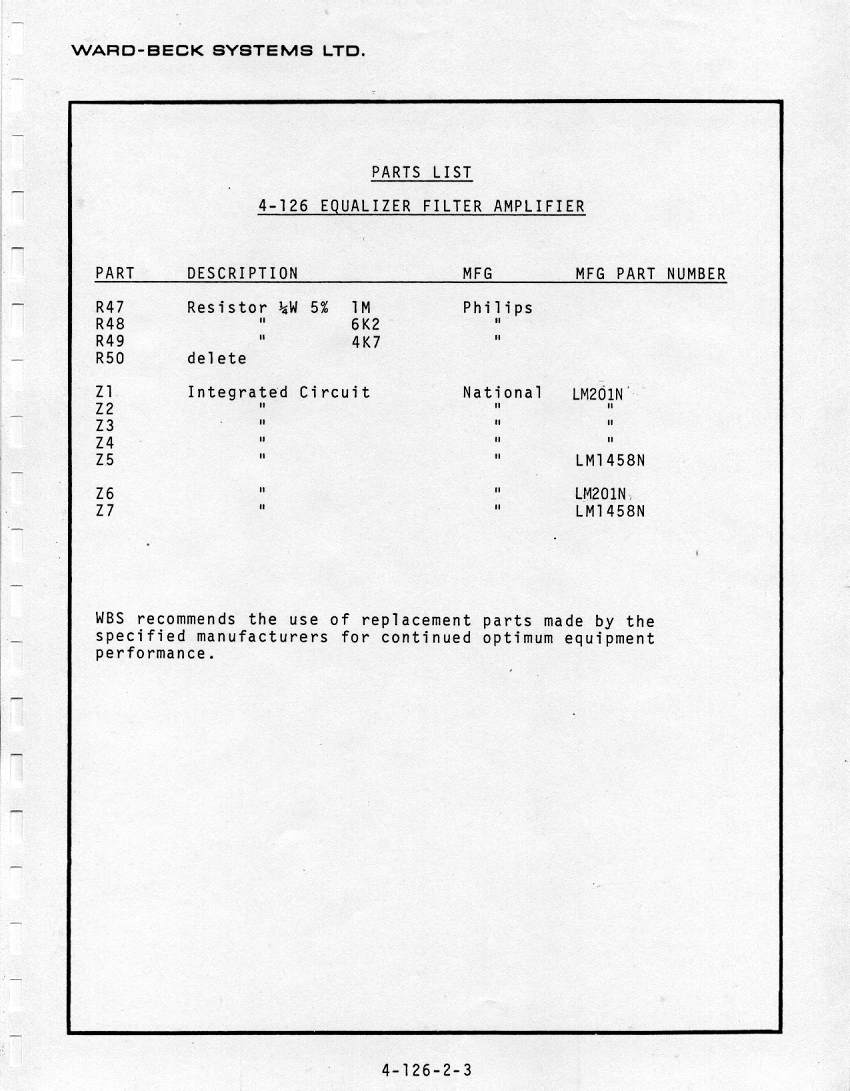 WARD-BECK SYSTEMS LTD.
PARTS LIST
4-126 EQUALIZER FILTER AMPLIFIER
PART DESCRIPTION MFG MFG PART NUMBER
R47 Resistor ¼W 5% 1M Philips
R48 " 6K2 "
R49 " 4K7 "
R50 delete
Z1 Integrated Circuit National LM201N
Z2 " " "
Z3 " " "
Z4 " " "
Z5 " " LM1458N
Z6 " " LM201N
Z7 " " LM1458N
WBS recommends the use of replacement parts made by the
specified manufacturers for continued optimum equipment
performance.
4-126-2-3